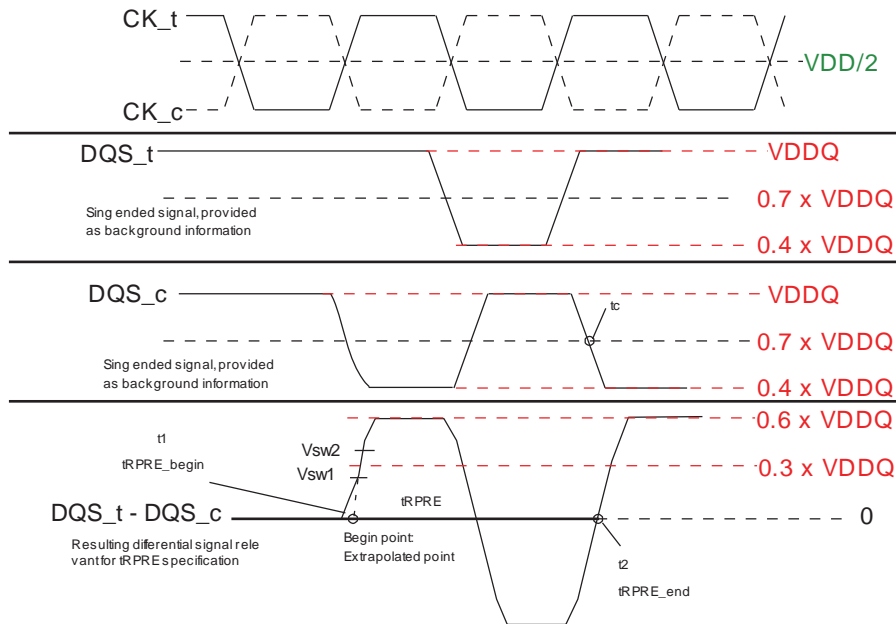 CK_t
VDD/2
CK_c
DQS_t
VDDQ
0.7 x VDDQ
Sing ended signal, provided
as background information
0.4 x VDDQ
DQS_c
VDDQ
tc
0.7 x VDDQ
Sing ended signal, provided
as background information
0.4 x VDDQ
0.6 x VDDQ
t1
tRPRE_begin
Vsw2
Vsw1
0.3 x VDDQ
tRPRE
DQS_t - DQS_c
0
Resulting diferential signal rele
vant for tRPRE specification
Begin point:
Extrapolated point
t2
tRPRE_end